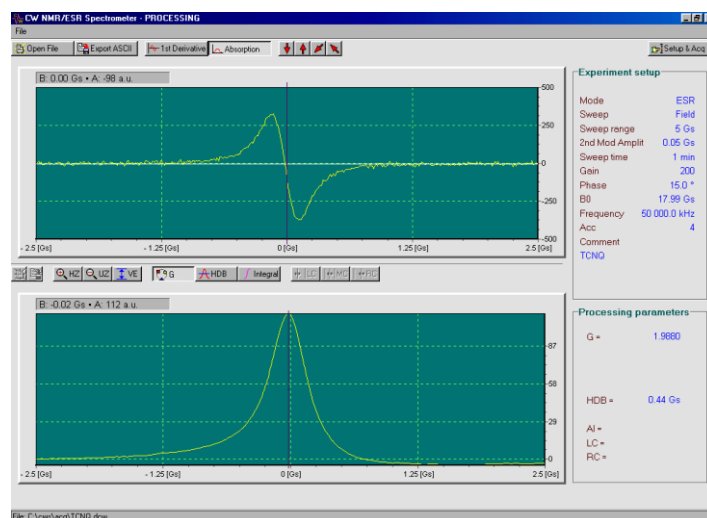 CW NMR/ESR Spectrometer - PROCESSING
File
Open File Export ASCII 1st Derivative Absorption Setup & Acq
B: 0.00 Gs • A: -98 a.u.
500
250
0
-250
-500
-2.5 [Gs] -1.25 [Gs] 0 [Gs] 1.25 [Gs] 2.5 [Gs]
HZ UZ VE G HDB Integral LC MC RC
B: -0.02 Gs • A: 112 a.u.
87
58
29
0
-2.5 [Gs] -1.25 [Gs] 0 [Gs] 1.25 [Gs] 2.5 [Gs]
Experiment setup
Mode ESR
Sweep Field
Sweep range 5 Gs
2nd Mod Amplit 0.05 Gs
Sweep time 1 min
Gain 200
Phase 15.0 °
B0 17.99 Gs
Frequency 50 000.0 kHz
Acc 4
Comment
TCNQ
Processing parameters
G = 1.9880
HDB = 0.44 Gs
AI =
LC =
RC =
File: C:\cwp\acq\TCNQ.dow